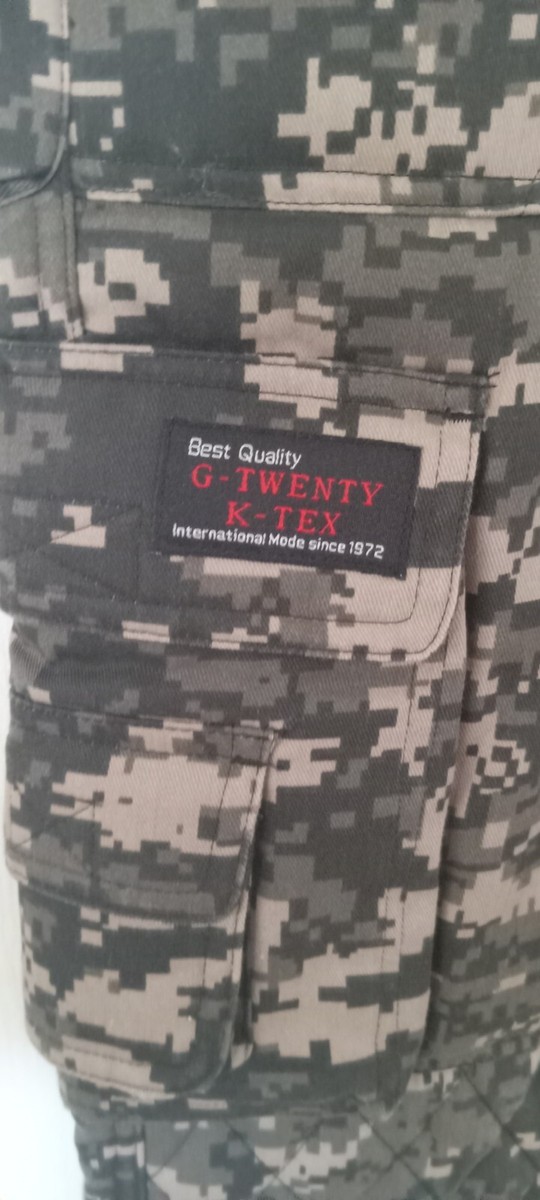 Best Quality
G-TWENTY
K-TEX
International Mode since 1972